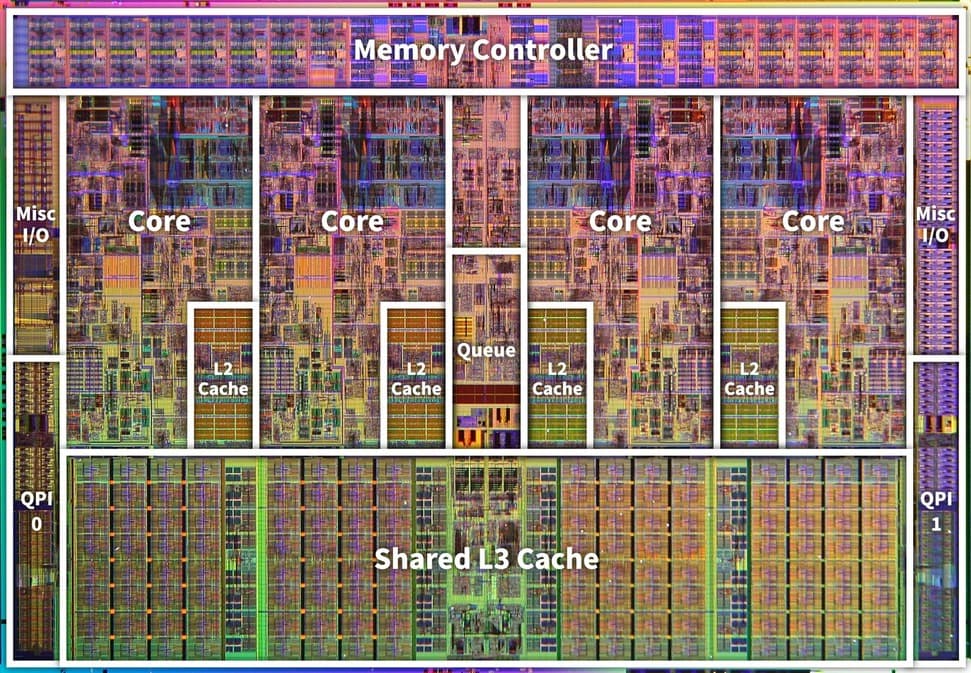 Memory Controller
Misc
I/O
Core
Core
Core
Core
Misc
I/O
Queue
L2
Cache
L2
Cache
L2
Cache
L2
Cache
QPI
0
Shared L3 Cache
QPI
1